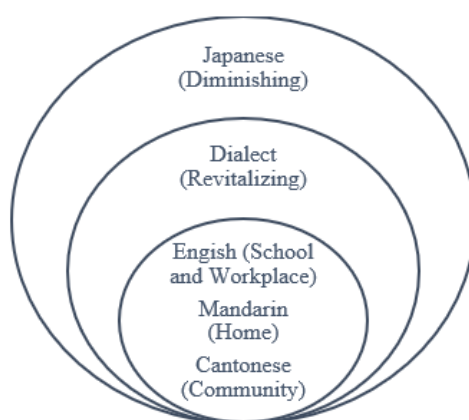 Japanese
(Diminishing)
Dialect
(Revitalizing)
Engish (School
and Workplace)
Mandarin
(Home)
Cantonese
(Community)